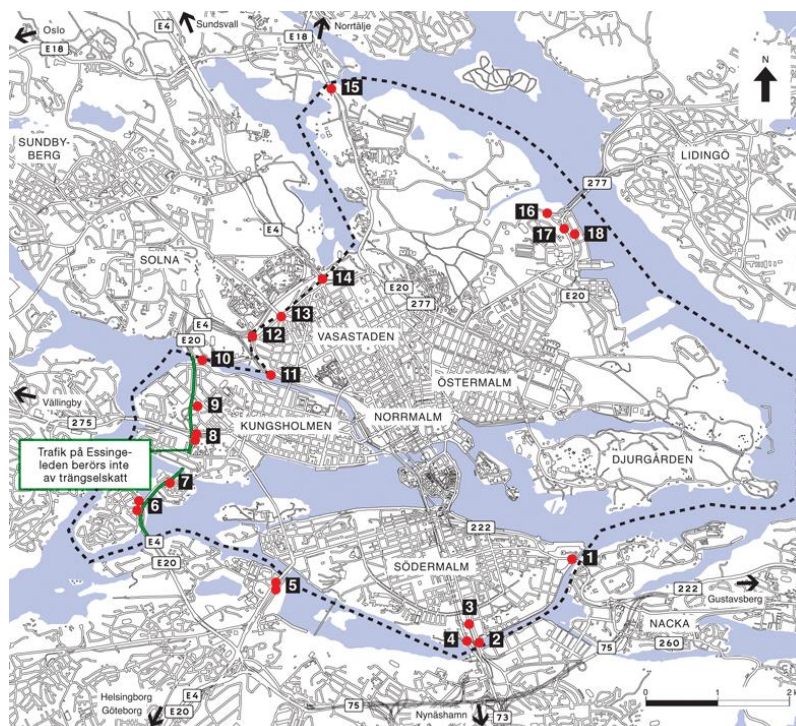 Oslo
E18
E4
Sundsvall
E18
Norrtälje
N
15
SUNDBY-
BERG
LIDINGÖ
277
16
17
18
E4
SOLNA
14
E20
277
E20
13
E4
12
VASASTADEN
E20
10
11
ÖSTERMALM
Vällingby
275
9
NORRMALM
KUNGSHOLMEN
8
Trafik på Essinge-
leden berörs inte
av trängselskatt
DJURGÅRDEN
7
6
222
E4
E20
SÖDERMALM
1
5
222
Gustavsberg
3
NACKA
4
2
75
260
E4
Helsingborg
Göteborg
E20
75
Nynäshamn
73
0
1